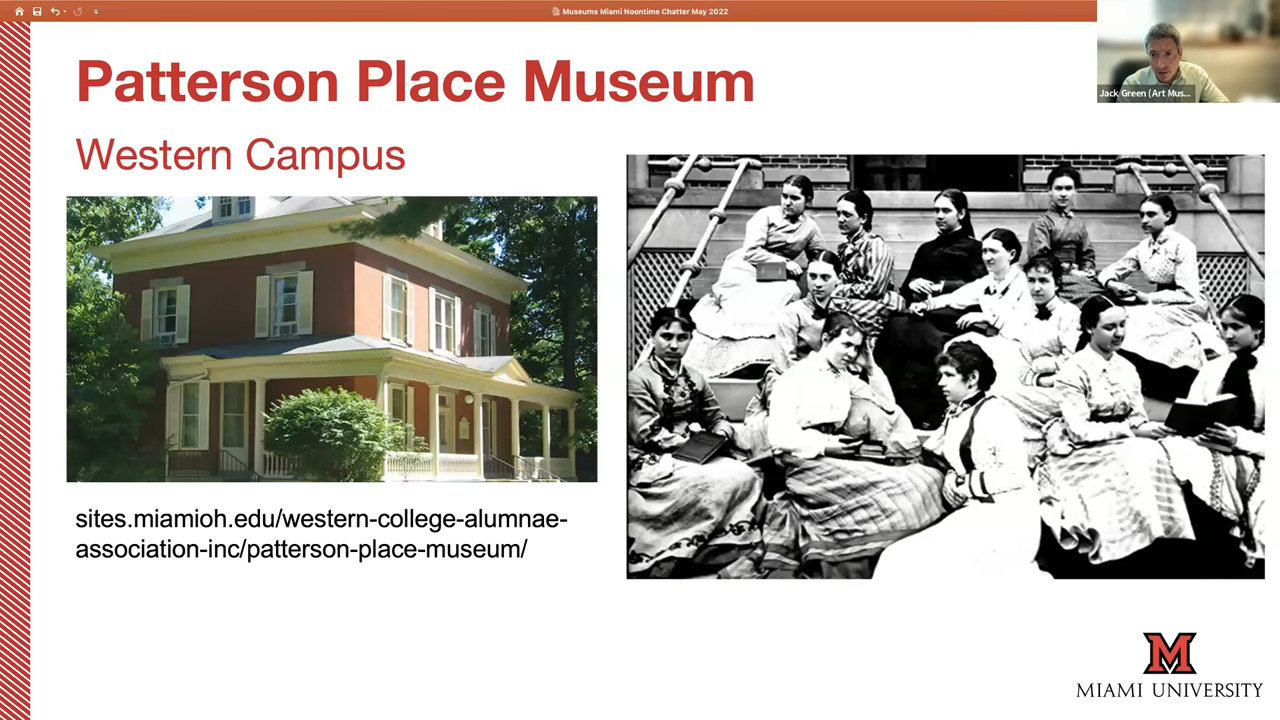 Museums Miami Noontime Chatter May 2022
Jack Green (Art Mus...
Patterson Place Museum
Western Campus
sites.miamioh.edu/western-college-alumnae-
association-inc/patterson-place-museum/
M
MIAMI UNIVERSITY